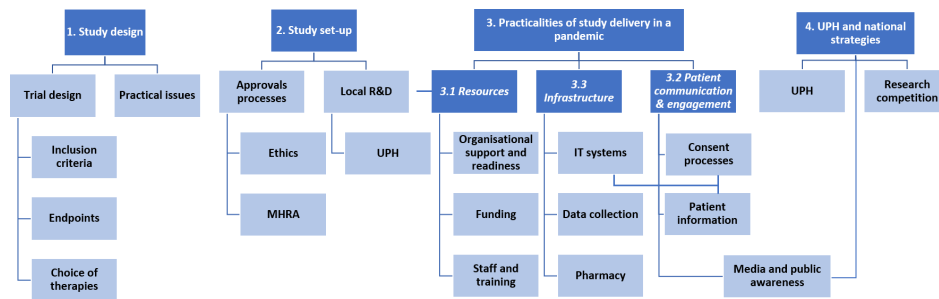 1. Study design
Trial design
Practical issues
Inclusion
criteria
Endpoints
Choice of
therapies
2. Study set-up
Approvals
processes
Local R&D
Ethics
UPH
MHRA
3. Practicalities of study delivery in a
pandemic
3.1 Resources
3.3
Infrastructure
3.2 Patient
communication
& engagement
Organisational
support and
readiness
IT systems
Consent
processes
Funding
Data collection
Patient
information
Staff and
training
Pharmacy
Media and public
awareness
4. UPH and national
strategies
UPH
Research
competition